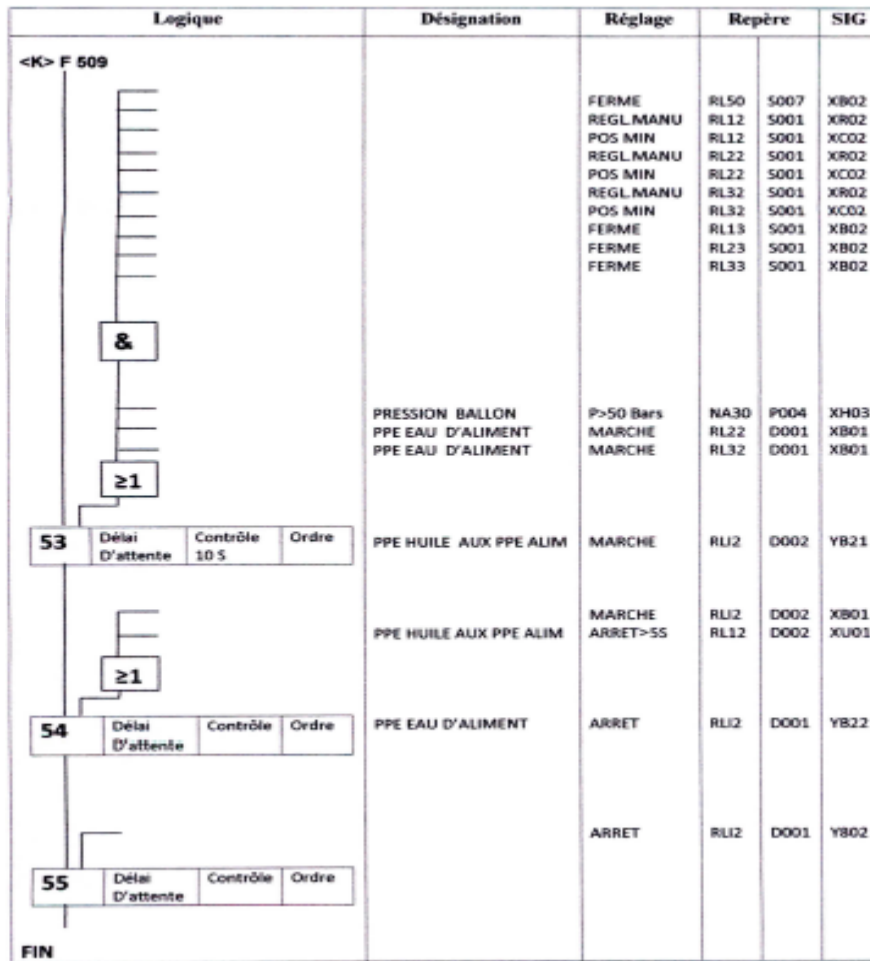 Logique Désignation Réglage Repère SIG
<K> F 509
FERME RL50 S007 XB02
REGL.MANU RL12 S001 XR02
POS MIN RL12 S001 XC02
REGL.MANU RL22 S001 XR02
POS MIN RL22 S001 XC02
REGL.MANU RL32 S001 XR02
POS MIN RL32 S001 XC02
FERME RL13 S001 XB02
FERME RL23 S001 XB02
FERME RL33 S001 XB02
&
PRESSION BALLON P>50 Bars NA30 P004 XH03
PPE EAU D'ALIMENT MARCHE RL22 D001 XB01
PPE EAU D'ALIMENT MARCHE RL32 D001 XB01
≥1
53 Délai Contrôle Ordre PPE HUILE AUX PPE ALIM MARCHE RLI2 D002 YB21
D'attente 10 S
MARCHE RLI2 D002 XB01
PPE HUILE AUX PPE ALIM ARRET>5S RL12 D002 XU01
≥1
54 Délai Contrôle Ordre PPE EAU D'ALIMENT ARRET RLI2 D001 YB22
D'attente
ARRET RLI2 D001 Y802
55 Délai Contrôle Ordre
D'attente
FIN